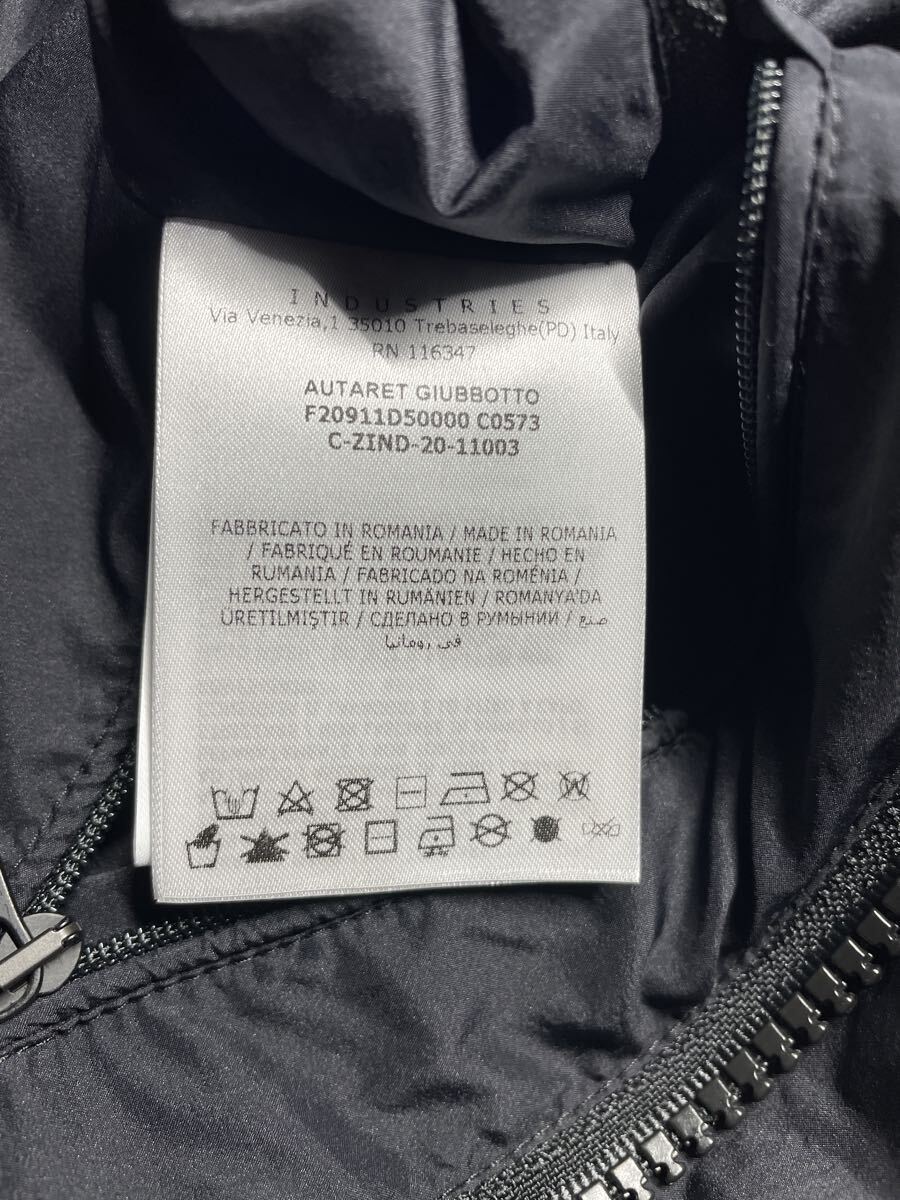 INDUSTRIES
Via Venezia,1 35010 Trebaseleghe(PD) Italy
RN 116347
AUTARET GIUBBOTTO
F20911D50000 C0573
C-ZIND-20-11003
FABBRICATO IN ROMANIA / MADE IN ROMANIA
/ FABRIQUÉ EN ROUMANIE / HECHO EN
RUMANIA / FABRICADO NA ROMÉNIA /
HERGESTELLT IN RUMÄNIEN / ROMANYA'DA
ÜRETILMIŞTIR / СДЕЛАНО В РУМЫНИИ / صنع
في رومانيا